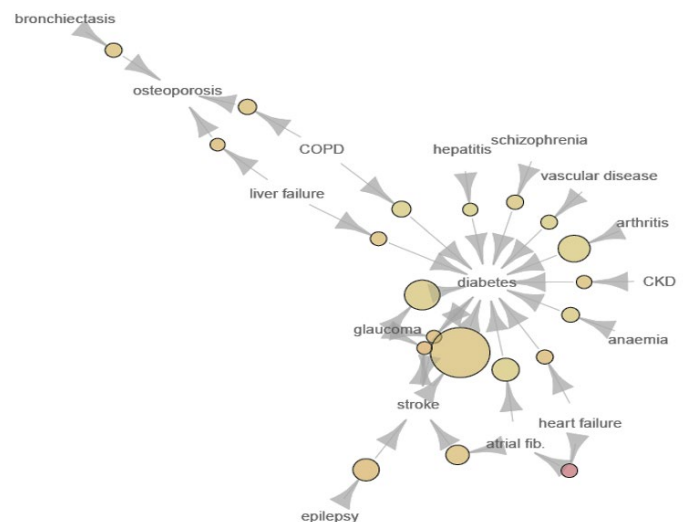 bronchiectasis
osteoporosis
COPD
liver failure
hepatitis
schizophrenia
vascular disease
arthritis
diabetes
CKD
anaemia
glaucoma
stroke
heart failure
atrial fib.
epilepsy